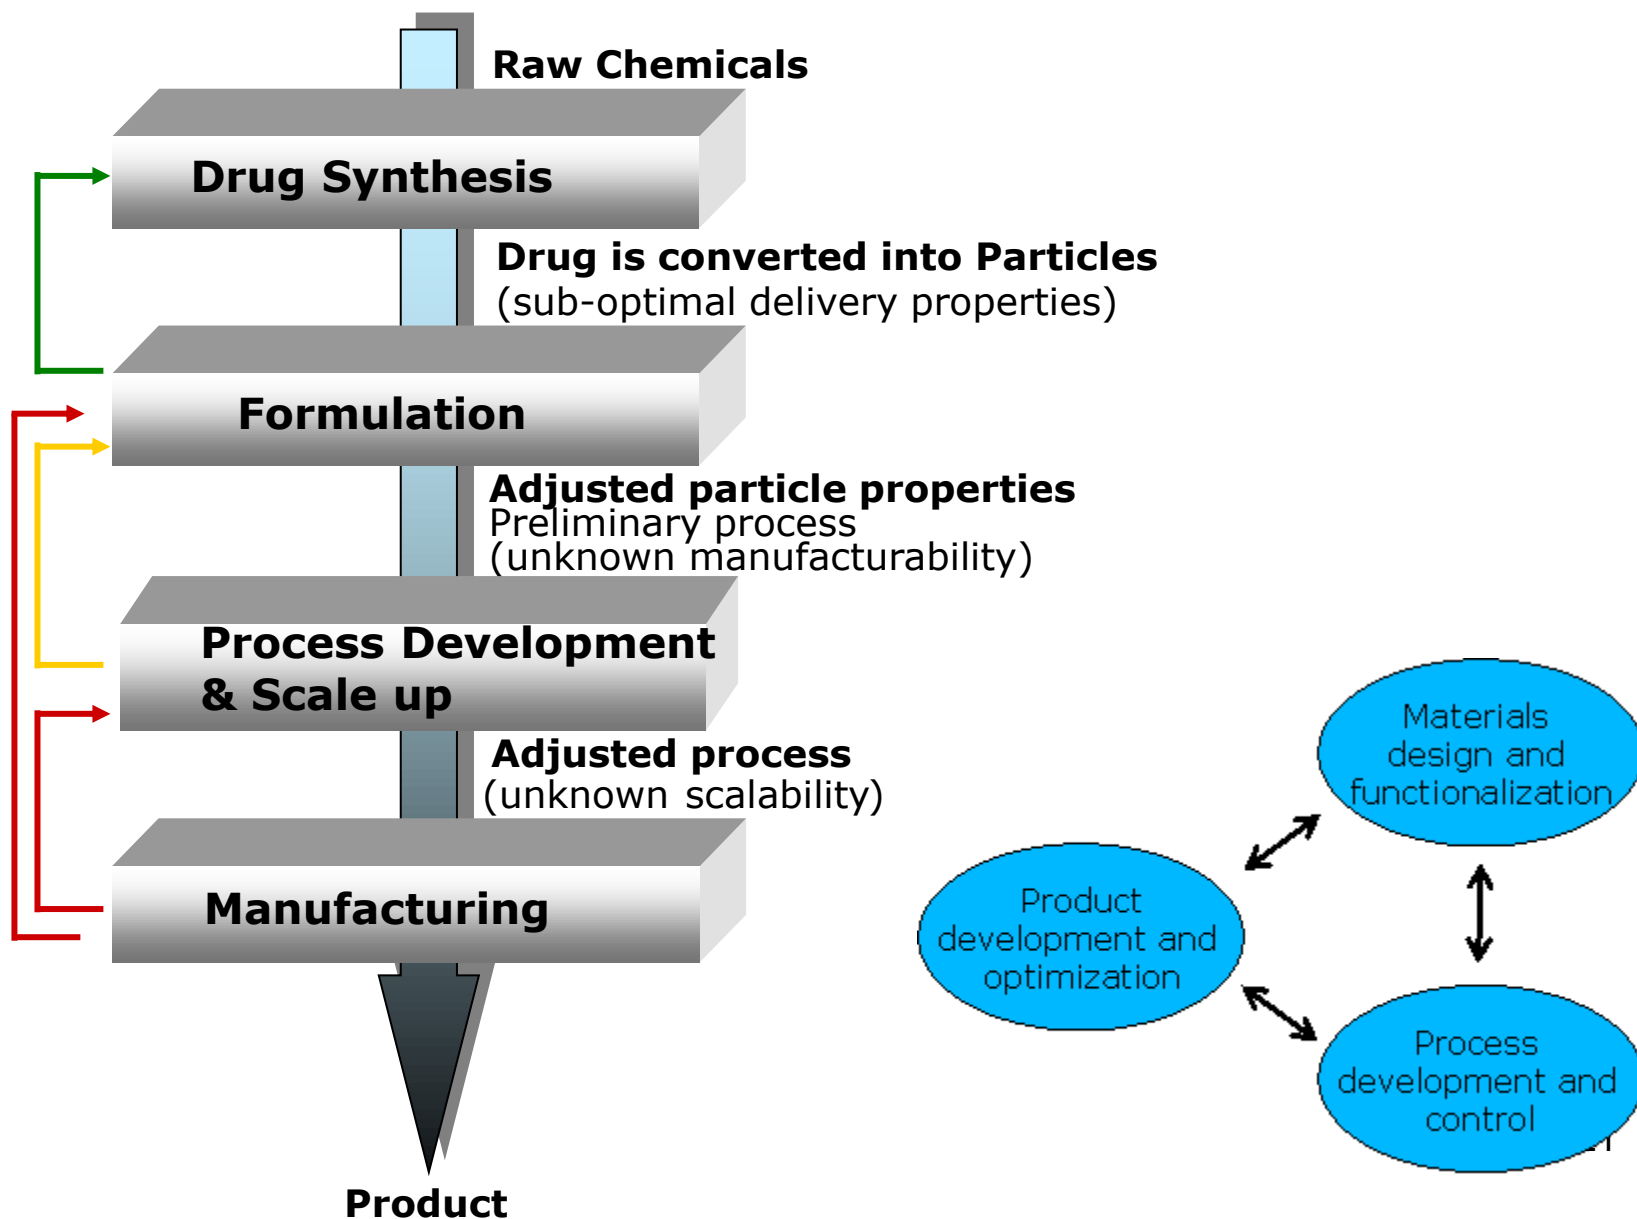 Raw Chemicals
Drug Synthesis
Drug is converted into Particles
(sub-optimal delivery properties)
Formulation
Adjusted particle properties
Preliminary process
(unknown manufacturability)
Process Development
& Scale up
Adjusted process
(unknown scalability)
Manufacturing
Product
Materials
design and
functionalization
Product
development and
optimization
Process
development and
control